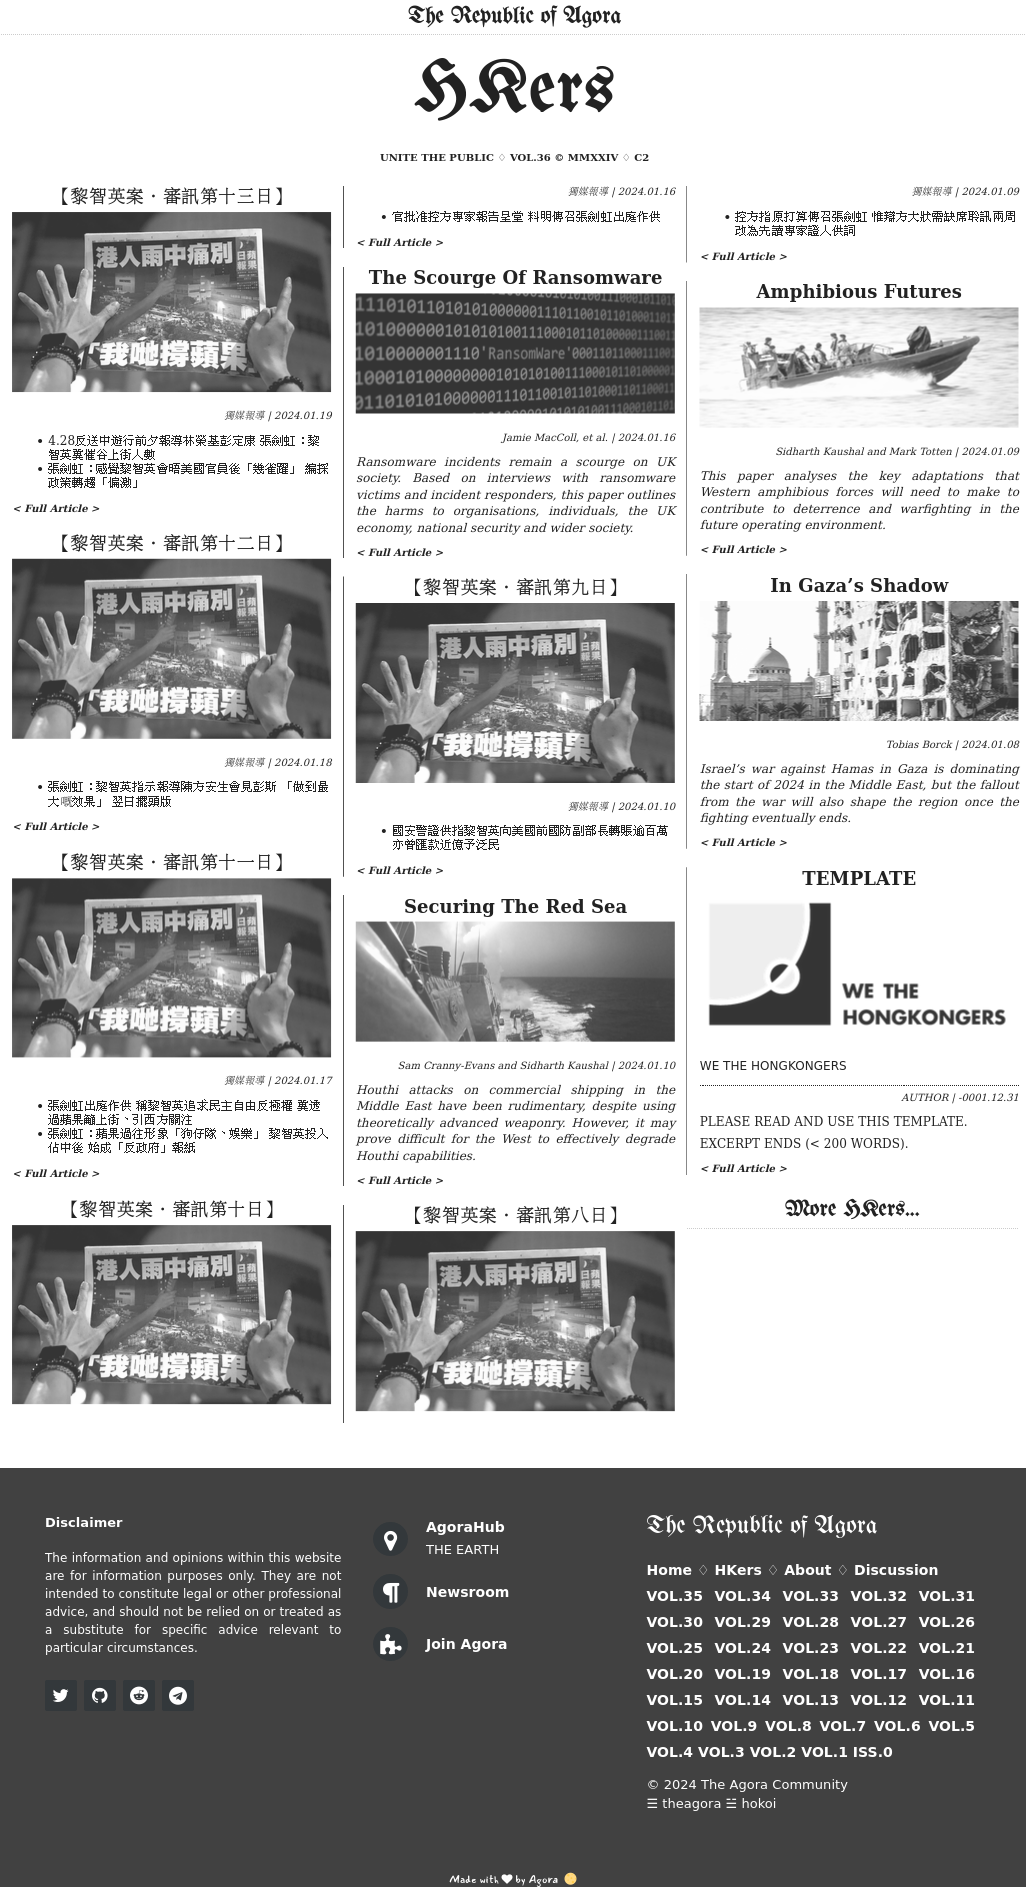 The Republic of Agora
HKers
UNITE THE PUBLIC ♢ VOL.36 © MMXXIV ♢ C2
【黎智英案・審訊第十三日】
港人雨中痛別
蘋果日報
「我哋撐蘋果
獨媒報導 | 2024.01.19
• 4.28反送中遊行前夕報導林榮基彭定康 張劍虹：黎
智英冀催谷上街人數
• 張劍虹：感覺黎智英會晤美國官員後「幾雀躍」 編採
政策轉趨「偏激」
< Full Article >
【黎智英案・審訊第十二日】
港人雨中痛別
蘋果日報
「我哋撐蘋果
獨媒報導 | 2024.01.18
• 張劍虹：黎智英指示報導陳方安生會見彭斯 「做到最
大嘅效果」 翌日擺頭版
< Full Article >
【黎智英案・審訊第十一日】
港人雨中痛別
蘋果日報
「我哋撐蘋果
獨媒報導 | 2024.01.17
• 張劍虹出庭作供 稱黎智英追求民主自由反極權 冀透
過蘋果籲上街、引西方關注
• 張劍虹：蘋果過往形象「狗仔隊、娛樂」 黎智英投入
佔中後 始成「反政府」報紙
< Full Article >
【黎智英案・審訊第十日】
港人雨中痛別
蘋果日報
「我哋撐蘋果
獨媒報導 | 2024.01.16
• 官批准控方專家報告呈堂 料明傳召張劍虹出庭作供
< Full Article >
The Scourge Of Ransomware
'RansomWare'
Jamie MacColl, et al. | 2024.01.16
Ransomware incidents remain a scourge on UK
society. Based on interviews with ransomware
victims and incident responders, this paper outlines
the harms to organisations, individuals, the UK
economy, national security and wider society.
< Full Article >
【黎智英案・審訊第九日】
港人雨中痛別
蘋果日報
「我哋撐蘋果
獨媒報導 | 2024.01.10
• 國安警證供指黎智英向美國前國防副部長轉賬逾百萬
亦曾匯款近億予泛民
< Full Article >
Securing The Red Sea
Sam Cranny-Evans and Sidharth Kaushal | 2024.01.10
Houthi attacks on commercial shipping in the
Middle East have been rudimentary, despite using
theoretically advanced weaponry. However, it may
prove difficult for the West to effectively degrade
Houthi capabilities.
< Full Article >
【黎智英案・審訊第八日】
港人雨中痛別
蘋果日報
「我哋撐蘋果
獨媒報導 | 2024.01.09
• 控方指原打算傳召張劍虹 惟辯方大狀需缺席聆訊兩周
改為先讀專家證人供詞
< Full Article >
Amphibious Futures
Sidharth Kaushal and Mark Totten | 2024.01.09
This paper analyses the key adaptations that
Western amphibious forces will need to make to
contribute to deterrence and warfighting in the
future operating environment.
< Full Article >
In Gaza’s Shadow
Tobias Borck | 2024.01.08
Israel’s war against Hamas in Gaza is dominating
the start of 2024 in the Middle East, but the fallout
from the war will also shape the region once the
fighting eventually ends.
< Full Article >
TEMPLATE
WE THE
HONGKONGERS
WE THE HONGKONGERS
AUTHOR | -0001.12.31
PLEASE READ AND USE THIS TEMPLATE.
EXCERPT ENDS (< 200 WORDS).
< Full Article >
More HKers...
Disclaimer
The information and opinions within this website
are for information purposes only. They are not
intended to constitute legal or other professional
advice, and should not be relied on or treated as
a substitute for specific advice relevant to
particular circumstances.
AgoraHub
THE EARTH
Newsroom
Join Agora
The Republic of Agora
Home ♢ HKers ♢ About ♢ Discussion
VOL.35 VOL.34 VOL.33 VOL.32 VOL.31
VOL.30 VOL.29 VOL.28 VOL.27 VOL.26
VOL.25 VOL.24 VOL.23 VOL.22 VOL.21
VOL.20 VOL.19 VOL.18 VOL.17 VOL.16
VOL.15 VOL.14 VOL.13 VOL.12 VOL.11
VOL.10 VOL.9 VOL.8 VOL.7 VOL.6 VOL.5
VOL.4 VOL.3 VOL.2 VOL.1 ISS.0
© 2024 The Agora Community
☰ theagora ☱ hokoi
Made with ♥ by Agora